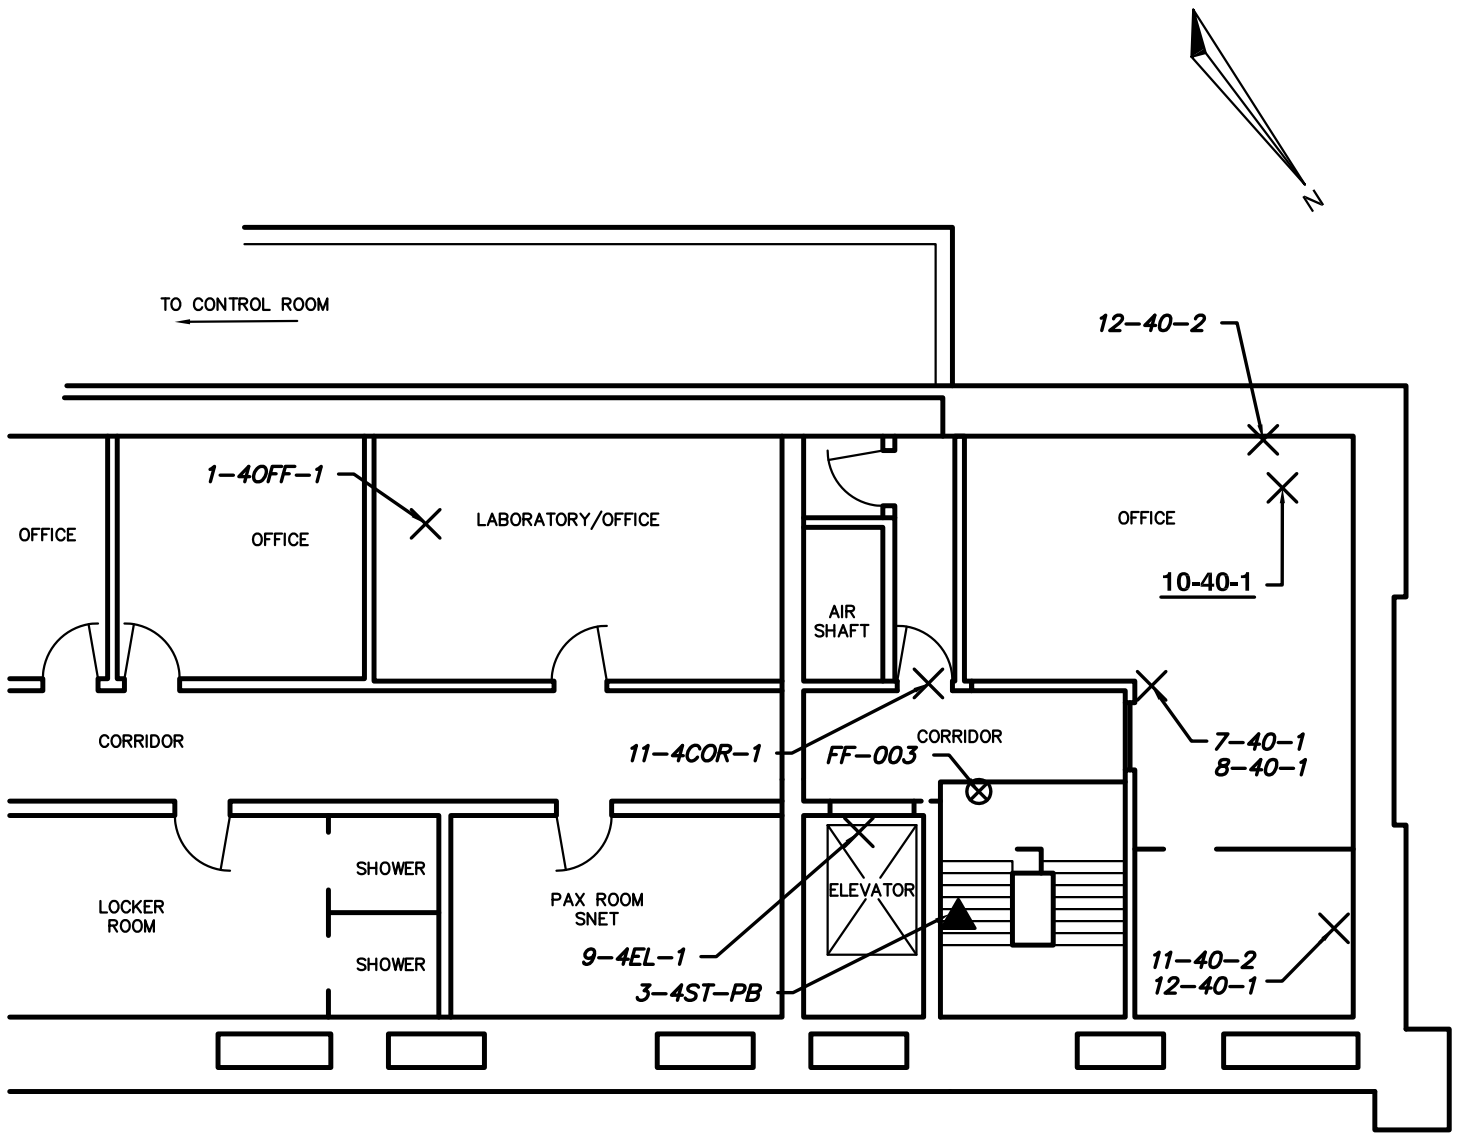 N
TO CONTROL ROOM
12-40-2
1-4OFF-1
LABORATORY/OFFICE
OFFICE
OFFICE
OFFICE
10-40-1
AIR
SHAFT
CORRIDOR
11-4COR-1
FF-003
CORRIDOR
7-40-1
8-40-1
SHOWER
LOCKER
ROOM
PAX ROOM
SNET
ELEVATOR
SHOWER
9-4EL-1
3-4ST-PB
11-40-2
12-40-1